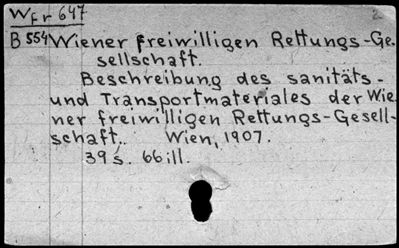 WFr 647
B 554 Wiener freiwilligen Rettungs-Ge-
sellschaft.
Beschreibung des sanitäts-
und Transportmateriales der Wie-
ner freiwilligen Rettungs-Gesell-
schaft. Wien, 1907.
39 s. 66 ill.